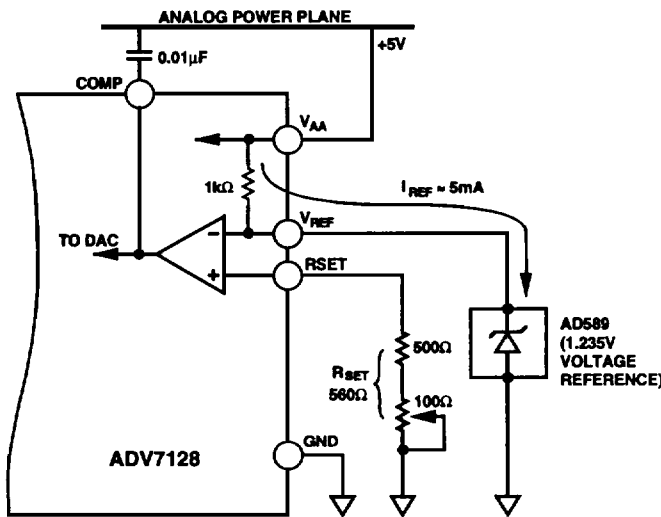 ANALOG POWER PLANE
+5V
0.01µF
COMP
VAA
1kΩ
IREF ≈ 5mA
VREF
TO DAC
−
+
RSET
AD589
(1.235V
VOLTAGE
REFERENCE)
500Ω
RSET
560Ω
100Ω
GND
ADV7128